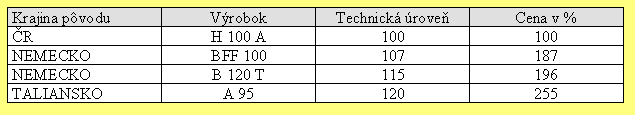 Krajina pôvodu Výrobok Technická úroveň Cena v %
ČR H 100 A 100 100
NEMECKO BFF 100 107 187
NEMECKO B 120 T 115 196
TALIANSKO A 95 120 255